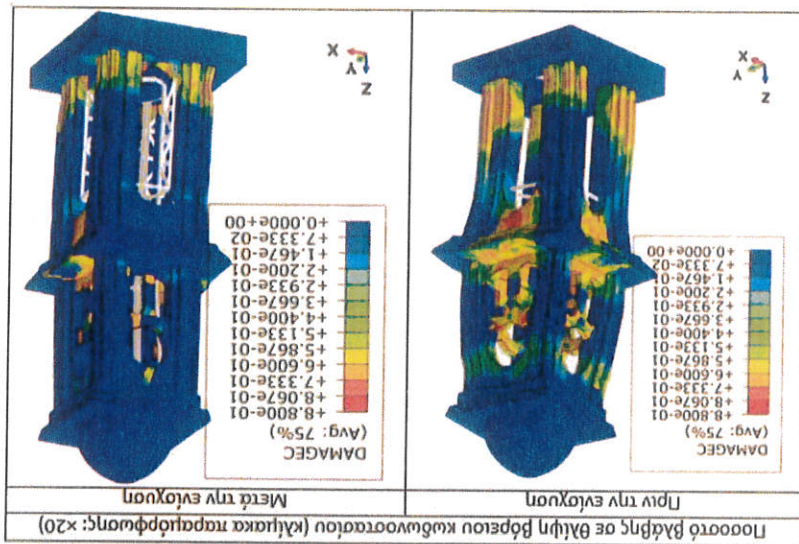 Ποσοστό βλάβης σε θλίψη βόρειου κωδωνοστασίου (κλίμακα παραμόρφωσης: ×20)
Πριν την ενίσχυση
Μετά την ενίσχυση
DAMAGEC
(Avg: 75%)
+8.800e-01
+8.067e-01
+7.333e-01
+6.600e-01
+5.867e-01
+5.133e-01
+4.400e-01
+3.667e-01
+2.933e-01
+2.200e-01
+1.467e-01
+7.333e-02
+0.000e+00
Z
Y
X
DAMAGEC
(Avg: 75%)
+8.800e-01
+8.067e-01
+7.333e-01
+6.600e-01
+5.867e-01
+5.133e-01
+4.400e-01
+3.667e-01
+2.933e-01
+2.200e-01
+1.467e-01
+7.333e-02
+0.000e+00
Z
Y
X